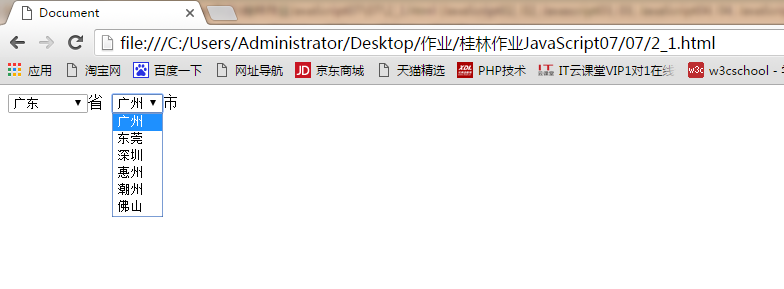 Document
file:///C:/Users/Administrator/Desktop/作业/桂林作业JavaScript07/07/2_1.html
应用 淘宝网 百度一下 网址导航 JD 京东商城 天猫精选 XDL PHP技术 IT云课堂VIP1对1在线 w3c w3cschool -
广东 省 广州 市
广州
东莞
深圳
惠州
潮州
佛山